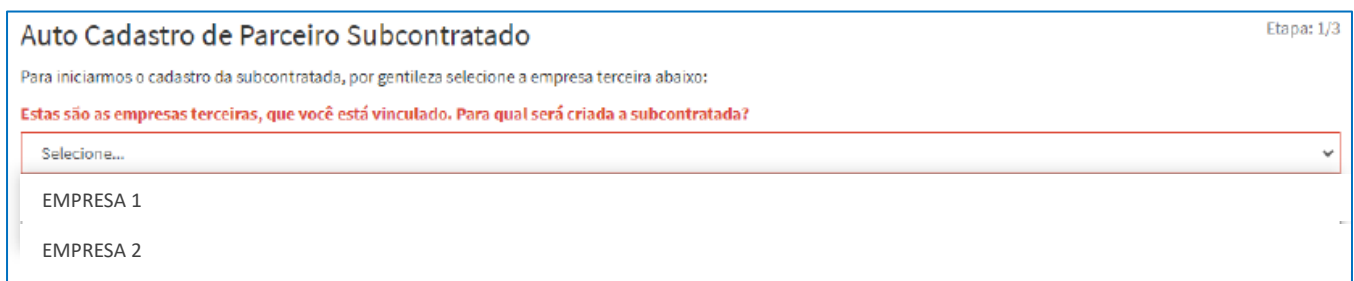 Auto Cadastro de Parceiro Subcontratado
Etapa: 1/3
Para iniciarmos o cadastro da subcontratada, por gentileza selecione a empresa terceira abaixo:
Estas são as empresas terceiras, que você está vinculado. Para qual será criada a subcontratada?
Selecione...
EMPRESA 1
EMPRESA 2